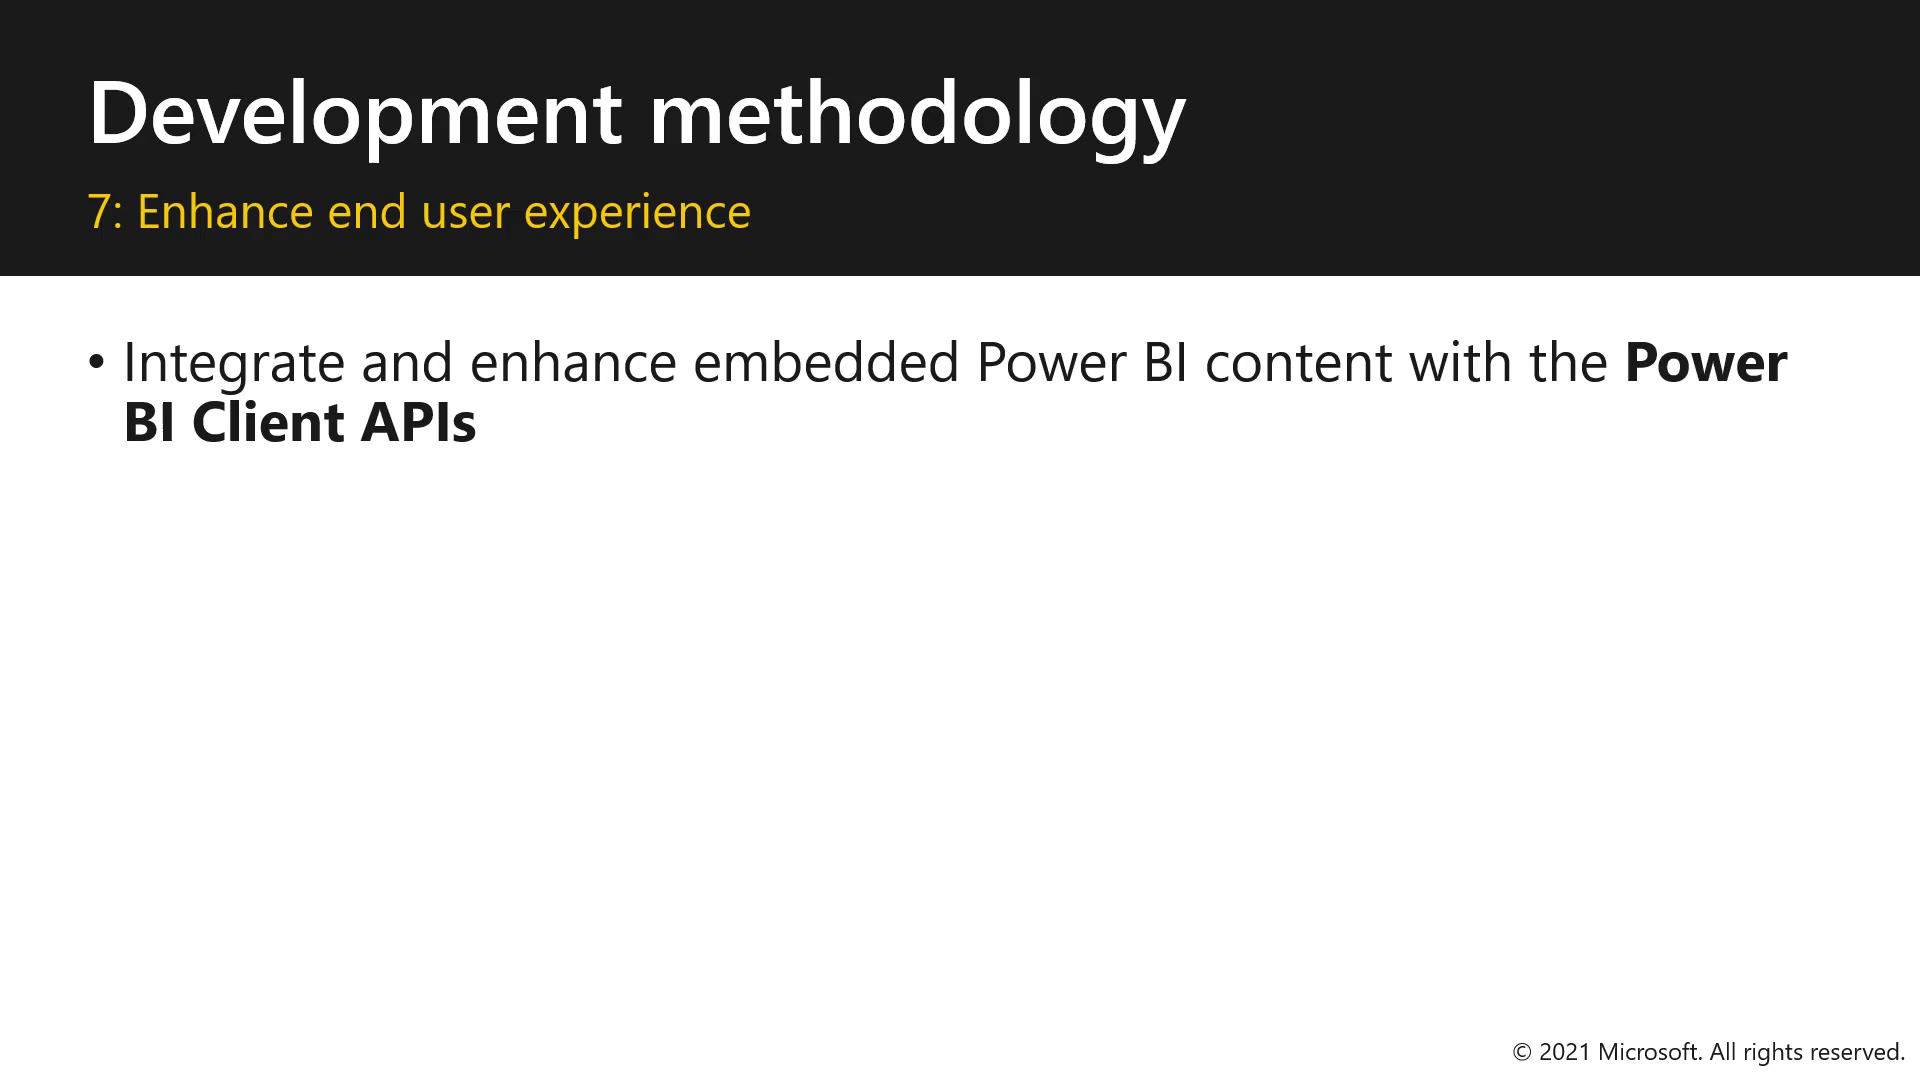 Development methodology
7: Enhance end user experience
• Integrate and enhance embedded Power BI content with the Power
BI Client APIs
© 2021 Microsoft. All rights reserved.